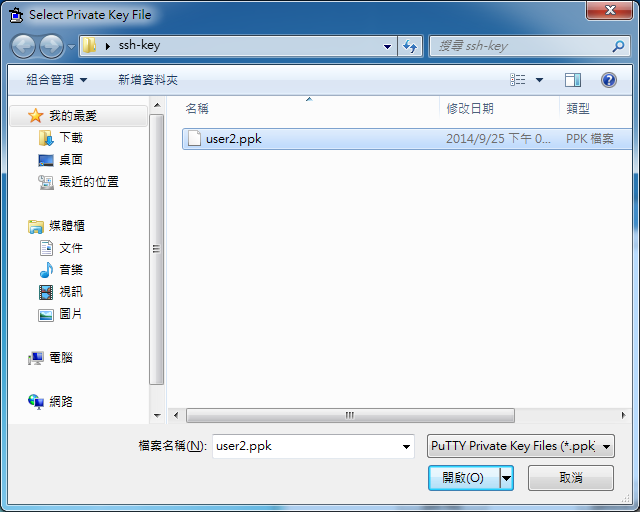 Select Private Key File
ssh-key
搜尋 ssh-key
組合管理 新增資料夾
名稱 修改日期 類型
我的最愛
下載
桌面
最近的位置
媒體櫃
文件
音樂
視訊
圖片
電腦
網路
user2.ppk 2014/9/25 下午 0... PPK 檔案
檔案名稱(N): user2.ppk PuTTY Private Key Files (*.ppk)
開啟(O) 取消